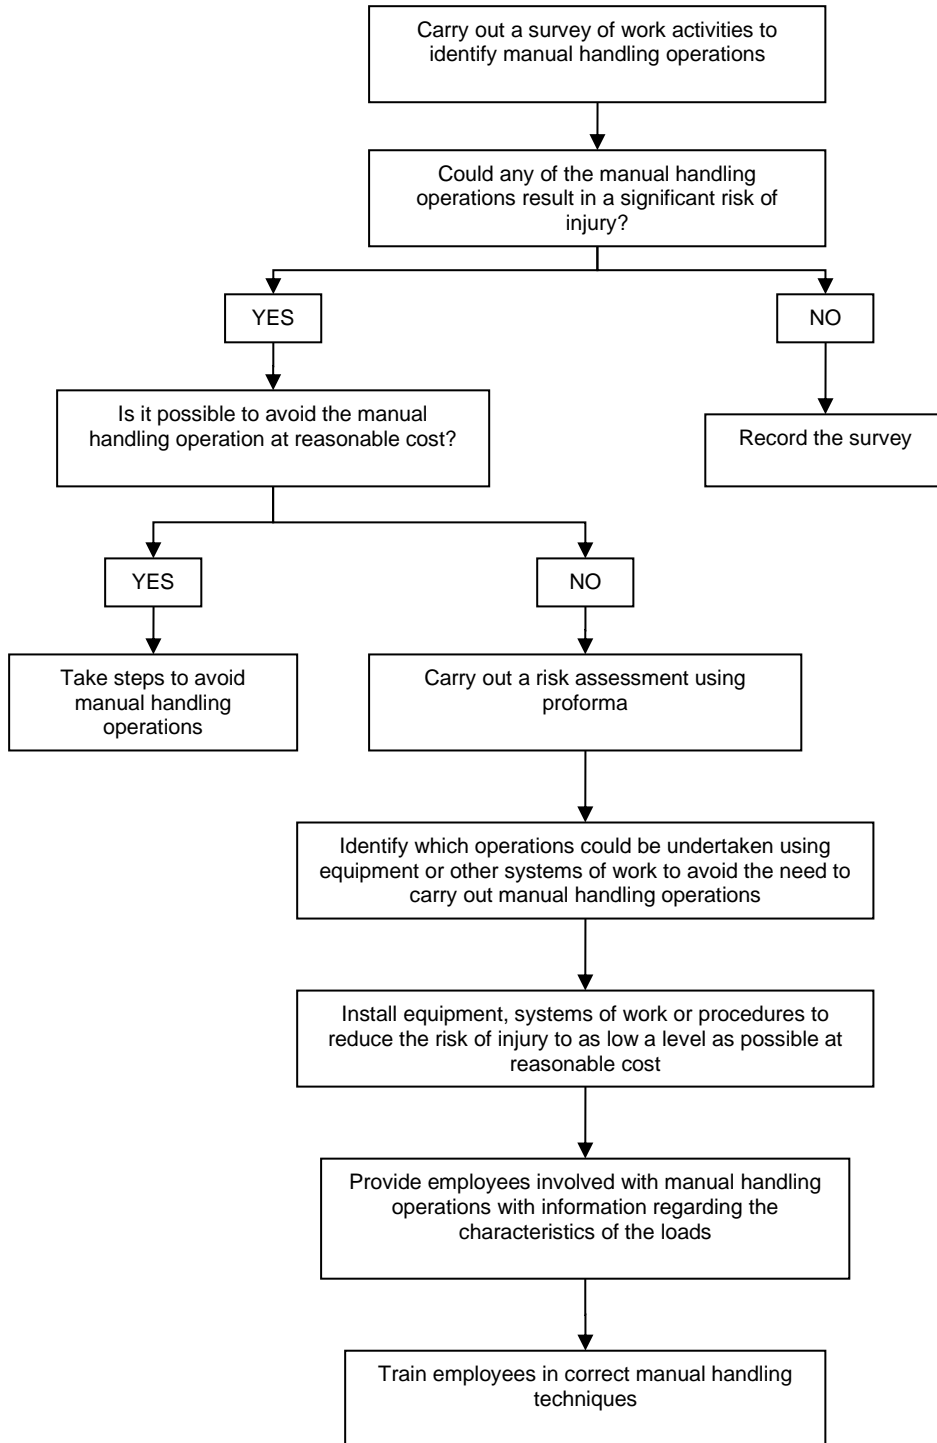 Carry out a survey of work activities to
identify manual handling operations
Could any of the manual handling
operations result in a significant risk of
injury?
YES
NO
Is it possible to avoid the manual
handling operation at reasonable cost?
Record the survey
YES
NO
Take steps to avoid
manual handling
operations
Carry out a risk assessment using
proforma
Identify which operations could be undertaken using
equipment or other systems of work to avoid the need to
carry out manual handling operations
Install equipment, systems of work or procedures to
reduce the risk of injury to as low a level as possible at
reasonable cost
Provide employees involved with manual handling
operations with information regarding the
characteristics of the loads
Train employees in correct manual handling
techniques